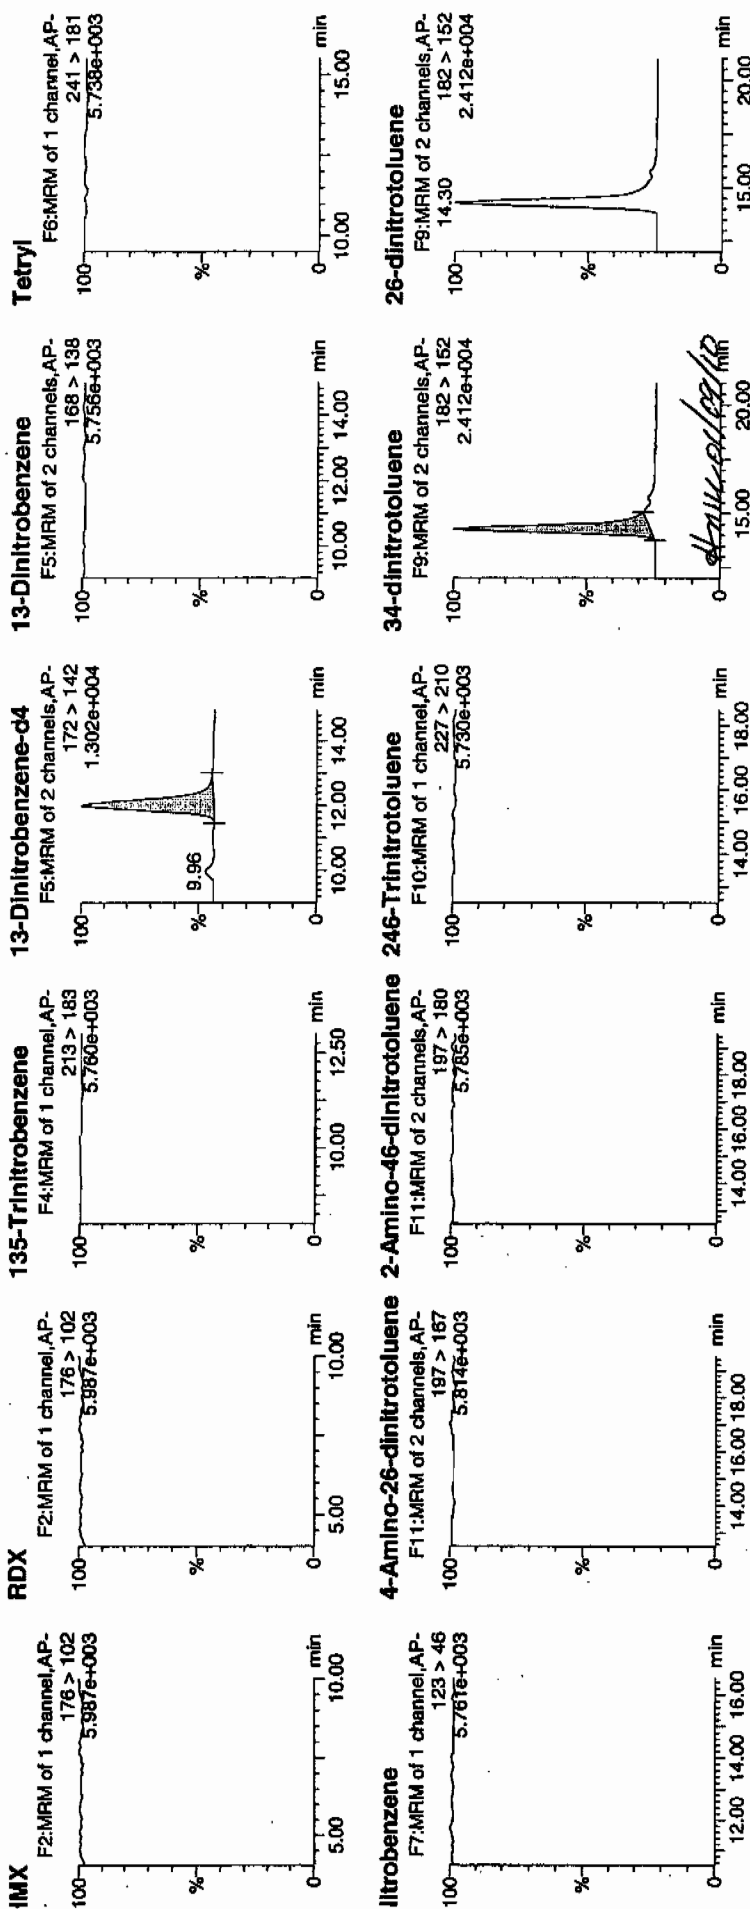 IMX
F2:MRM of 1 channel,AP-
176 > 102
5.987e+003
100
%
0
5.00
10.00
min
RDX
F2:MRM of 1 channel,AP-
176 > 102
5.987e+003
100
%
0
5.00
10.00
min
135-Trinitrobenzene
F4:MRM of 1 channel,AP-
213 > 183
5.760e+003
100
%
0
10.00
12.50
min
13-Dinitrobenzene-d4
F5:MRM of 2 channels,AP-
172 > 142
1.302e+004
100
9.96
%
0
10.00
12.00
14.00
min
13-Dinitrobenzene
F5:MRM of 2 channels,AP-
168 > 138
5.756e+003
100
%
0
10.00
12.00
14.00
min
Tetryl
F6:MRM of 1 channel,AP-
241 > 181
5.738e+003
100
%
0
10.00
15.00
min
litrobenzene
F7:MRM of 1 channel,AP-
123 > 46
5.761e+003
100
%
0
12.00
14.00
16.00
min
4-Amino-26-dinitrotoluene
F11:MRM of 2 channels,AP-
197 > 167
5.814e+003
100
%
0
14.00
16.00
18.00
min
2-Amino-46-dinitrotoluene
F11:MRM of 2 channels,AP-
197 > 180
5.785e+003
100
%
0
14.00
16.00
18.00
min
246-Trinitrotoluene
F10:MRM of 1 channel,AP-
227 > 210
5.730e+003
100
%
0
14.00
16.00
18.00
min
34-dinitrotoluene
F9:MRM of 2 channels,AP-
182 > 152
2.412e+004
100
%
0
15.00
20.00
min
26-dinitrotoluene
F9:MRM of 2 channels,AP-
182 > 152
2.412e+004
14.30
100
%
0
15.00
20.00
min